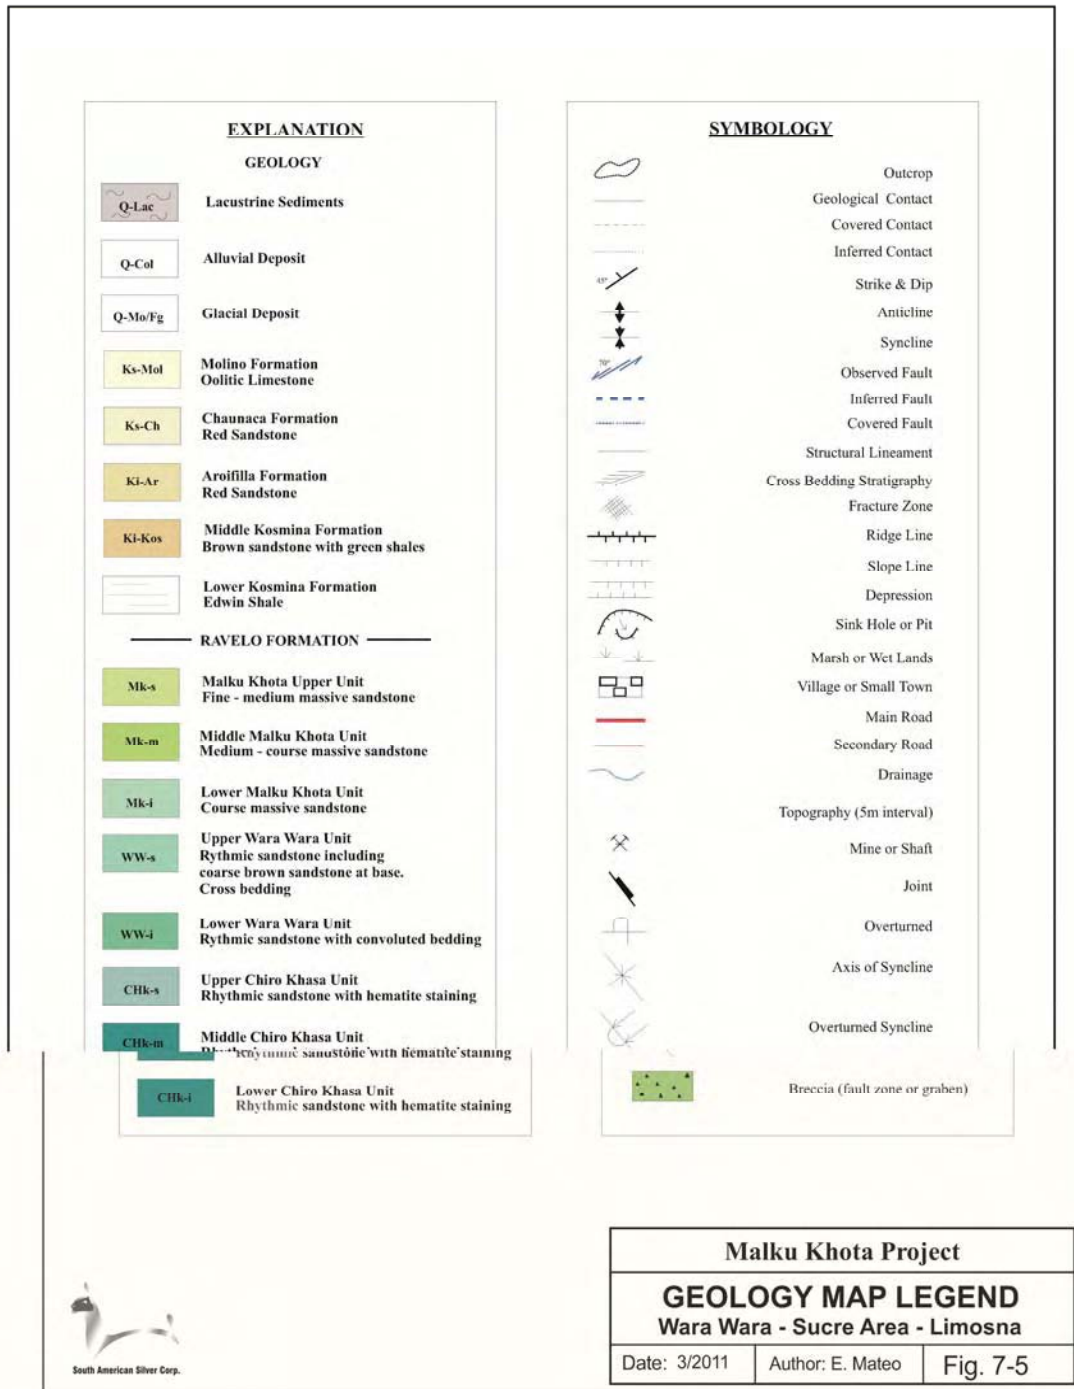 EXPLANATION
GEOLOGY
Q-Lac
Lacustrine Sediments
Q-Col
Alluvial Deposit
Q-Mo/Fg
Glacial Deposit
Ks-Mol
Molino Formation
Oolitic Limestone
Ks-Ch
Chaunaca Formation
Red Sandstone
Ki-Ar
Aroifilla Formation
Red Sandstone
Ki-Kos
Middle Kosmina Formation
Brown sandstone with green shales
Lower Kosmina Formation
Edwin Shale
RAVELO FORMATION
Mk-s
Malku Khota Upper Unit
Fine - medium massive sandstone
Mk-m
Middle Malku Khota Unit
Medium - course massive sandstone
Mk-i
Lower Malku Khota Unit
Course massive sandstone
WW-s
Upper Wara Wara Unit
Rythmic sandstone including
coarse brown sandstone at base.
Cross bedding
WW-i
Lower Wara Wara Unit
Rythmic sandstone with convoluted bedding
CHk-s
Upper Chiro Khasa Unit
Rhythmic sandstone with hematite staining
CHk-m
Middle Chiro Khasa Unit
sandstone with hematite staining
CHk-i
Lower Chiro Khasa Unit
Rhythmic sandstone with hematite staining
SYMBOLOGY
Outcrop
Geological Contact
Covered Contact
Inferred Contact
45°
Strike & Dip
Anticline
Syncline
70°
Observed Fault
Inferred Fault
Covered Fault
Structural Lineament
Cross Bedding Stratigraphy
Fracture Zone
Ridge Line
Slope Line
Depression
Sink Hole or Pit
Marsh or Wet Lands
Village or Small Town
Main Road
Secondary Road
Drainage
Topography (5m interval)
Mine or Shaft
Joint
Overturned
Axis of Syncline
Overturned Syncline
Breccia (fault zone or graben)
South American Silver Corp.
Malku Khota Project
GEOLOGY MAP LEGEND
Wara Wara - Sucre Area - Limosna
Date: 3/2011
Author: E. Mateo
Fig. 7-5